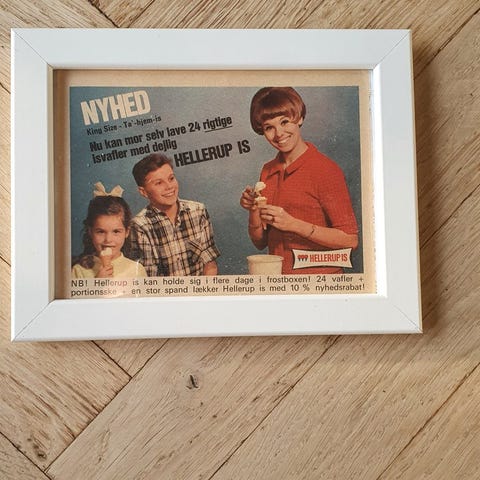 NYHED
King Size - Ta'-hjem-is
Nu kan mor selv lave 24 rigtige
isvafler med dejlig
HELLERUP IS
HELLERUP IS
NB! Hellerup is kan holde sig i flere dage i frostboxen! 24 vafler +
portionsske + en stor spand lækker Hellerup is med 10 % nyhedsrabat!